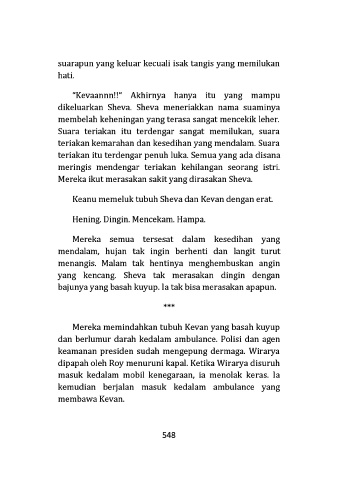 suarapun yang keluar kecuali isak tangis yang memilukan
hati.
"Kevaannn!!" Akhirnya hanya itu yang mampu
dikeluarkan Sheva. Sheva meneriakkan nama suaminya
membelah keheningan yang terasa sangat mencekik leher.
Suara teriakan itu terdengar sangat memilukan, suara
teriakan kemarahan dan kesedihan yang mendalam. Suara
teriakan itu terdengar penuh luka. Semua yang ada disana
meringis mendengar teriakan kehilangan seorang istri.
Mereka ikut merasakan sakit yang dirasakan Sheva.
Keanu memeluk tubuh Sheva dan Kevan dengan erat.
Hening. Dingin. Mencekam. Hampa.
Mereka semua tersesat dalam kesedihan yang
mendalam, hujan tak ingin berhenti dan langit turut
menangis. Malam tak hentinya menghembuskan angin
yang kencang. Sheva tak merasakan dingin dengan
bajunya yang basah kuyup. Ia tak bisa merasakan apapun.
***
Mereka memindahkan tubuh Kevan yang basah kuyup
dan berlumur darah kedalam ambulance. Polisi dan agen
keamanan presiden sudah mengepung dermaga. Wirarya
dipapah oleh Roy menuruni kapal. Ketika Wirarya disuruh
masuk kedalam mobil kenegaraan, ia menolak keras. Ia
kemudian berjalan masuk kedalam ambulance yang
membawa Kevan.
548